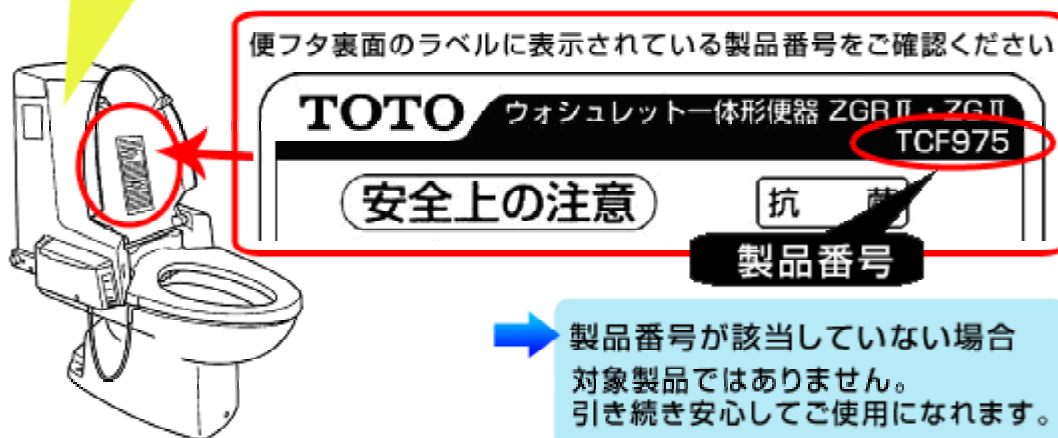 便フタ裏面のラベルに表示されている製品番号をご確認ください
TOTO ウォシュレット一体形便器 ZGRⅡ・ZGⅡ
TCF975
安全上の注意 抗 菌
製品番号
製品番号が該当していない場合
対象製品ではありません。
引き続き安心してご使用になれます。